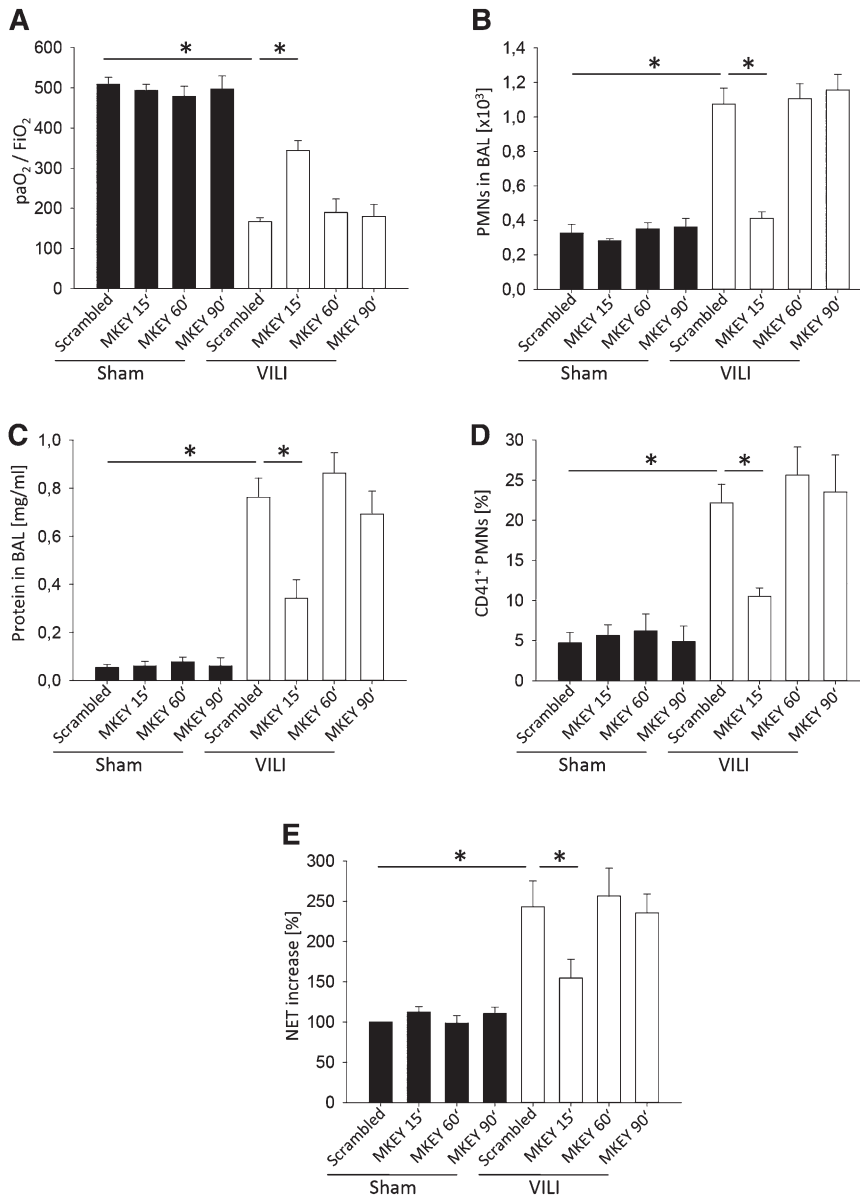 A
*
*
600
500
400
300
200
100
0
paO2 / FiO2
Scrambled
MKEY 15‘
MKEY 60‘
MKEY 90‘
Scrambled
MKEY 15‘
MKEY 60‘
MKEY 90‘
Sham
VILI
B
*
*
1,4
1,2
1,0
0,8
0,6
0,4
0,2
0,0
PMNs in BAL [x10³]
Scrambled
MKEY 15‘
MKEY 60‘
MKEY 90‘
Scrambled
MKEY 15‘
MKEY 60‘
MKEY 90‘
Sham
VILI
C
*
*
1,0
0,8
0,6
0,4
0,2
0,0
Protein in BAL [mg/ml]
Scrambled
MKEY 15‘
MKEY 60‘
MKEY 90‘
Scrambled
MKEY 15‘
MKEY 60‘
MKEY 90‘
Sham
VILI
D
*
*
30
25
20
15
10
5
0
CD41⁺ PMNs [%]
Scrambled
MKEY 15‘
MKEY 60‘
MKEY 90‘
Scrambled
MKEY 15‘
MKEY 60‘
MKEY 90‘
Sham
VILI
E
*
*
300
250
200
150
100
50
0
NET increase [%]
Scrambled
MKEY 15‘
MKEY 60‘
MKEY 90‘
Scrambled
MKEY 15‘
MKEY 60‘
MKEY 90‘
Sham
VILI